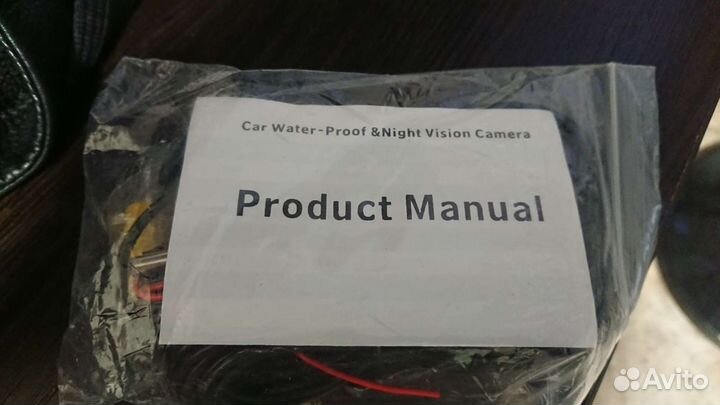 Car Water-Proof &Night Vision Camera
Product Manual
Avito